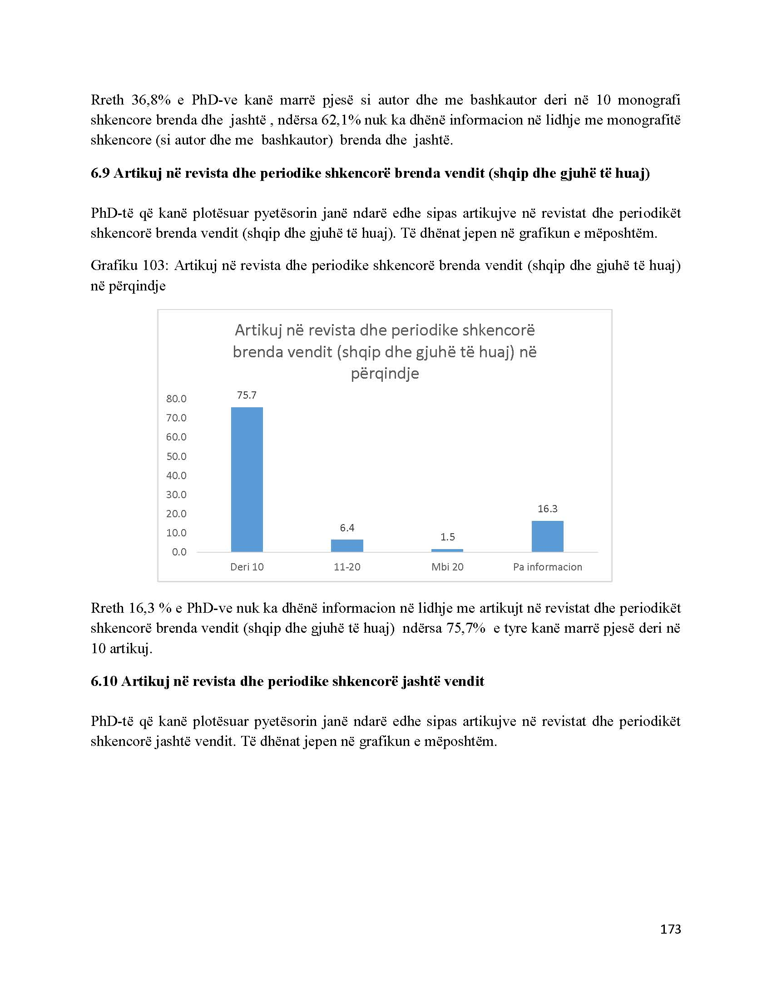 Rreth 36,8% e PhD-ve kanë marrë pjesë si autor dhe me bashkautor deri në 10 monografi
shkencore brenda dhe jashtë , ndërsa 62,1% nuk ka dhënë informacion në lidhje me monografitë
shkencore (si autor dhe me bashkautor) brenda dhe jashtë.
6.9 Artikuj në revista dhe periodike shkencorë brenda vendit (shqip dhe gjuhë të huaj)
PhD-të që kanë plotësuar pyetësorin janë ndarë edhe sipas artikujve në revistat dhe periodikët
shkencorë brenda vendit (shqip dhe gjuhë të huaj). Të dhënat jepen në grafikun e mëposhtëm.
Grafiku 103: Artikuj në revista dhe periodike shkencorë brenda vendit (shqip dhe gjuhë të huaj)
në përqindje
Artikuj në revista dhe periodike shkencorë
brenda vendit (shqip dhe gjuhë të huaj) në
përqindje
80.0
70.0
60.0
50.0
40.0
30.0
20.0
10.0
0.0
75.7
6.4
1.5
16.3
Deri 10
11-20
Mbi 20
Pa informacion
Rreth 16,3 % e PhD-ve nuk ka dhënë informacion në lidhje me artikujt në revistat dhe periodikët
shkencorë brenda vendit (shqip dhe gjuhë të huaj) ndërsa 75,7% e tyre kanë marrë pjesë deri në
10 artikuj.
6.10 Artikuj në revista dhe periodike shkencorë jashtë vendit
PhD-të që kanë plotësuar pyetësorin janë ndarë edhe sipas artikujve në revistat dhe periodikët
shkencorë jashtë vendit. Të dhënat jepen në grafikun e mëposhtëm.
173